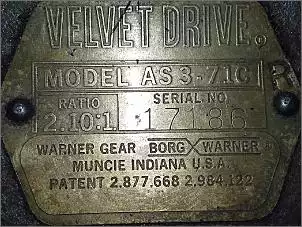 VELVET DRIVE®
MODEL AS3-71C R
RATIO SERIAL NO.
2.10:1 17186
WARNER GEAR BORG WARNER®
MUNCIE INDIANA U.S.A.
PATENT 2.877.668 2.964.122